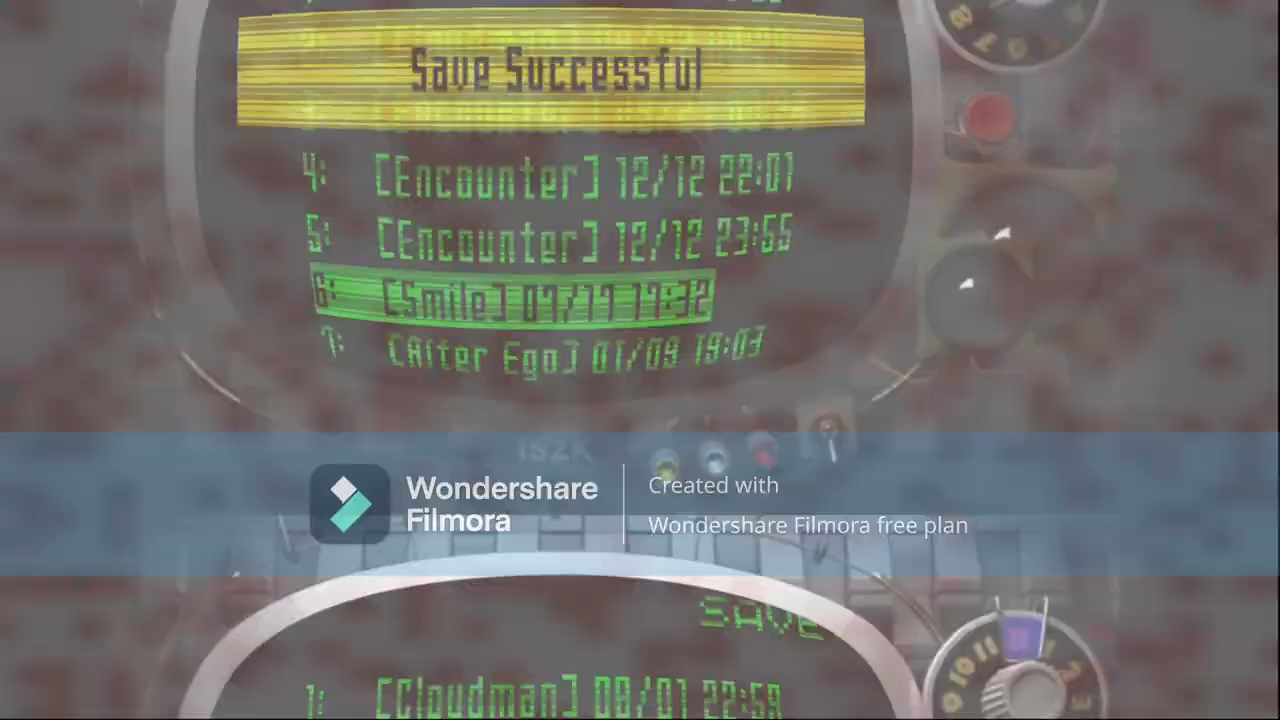 Save Successful
4: [Encounter] 12/12 22:01
5: [Encounter] 12/12 23:55
6: [Smile] 07/17 17:32
7: [Alter Ego] 01/09 19:03
Wondershare
Filmora
Created with
Wondershare Filmora free plan
SAVE
1: [Cloudman] 08/01 22:59